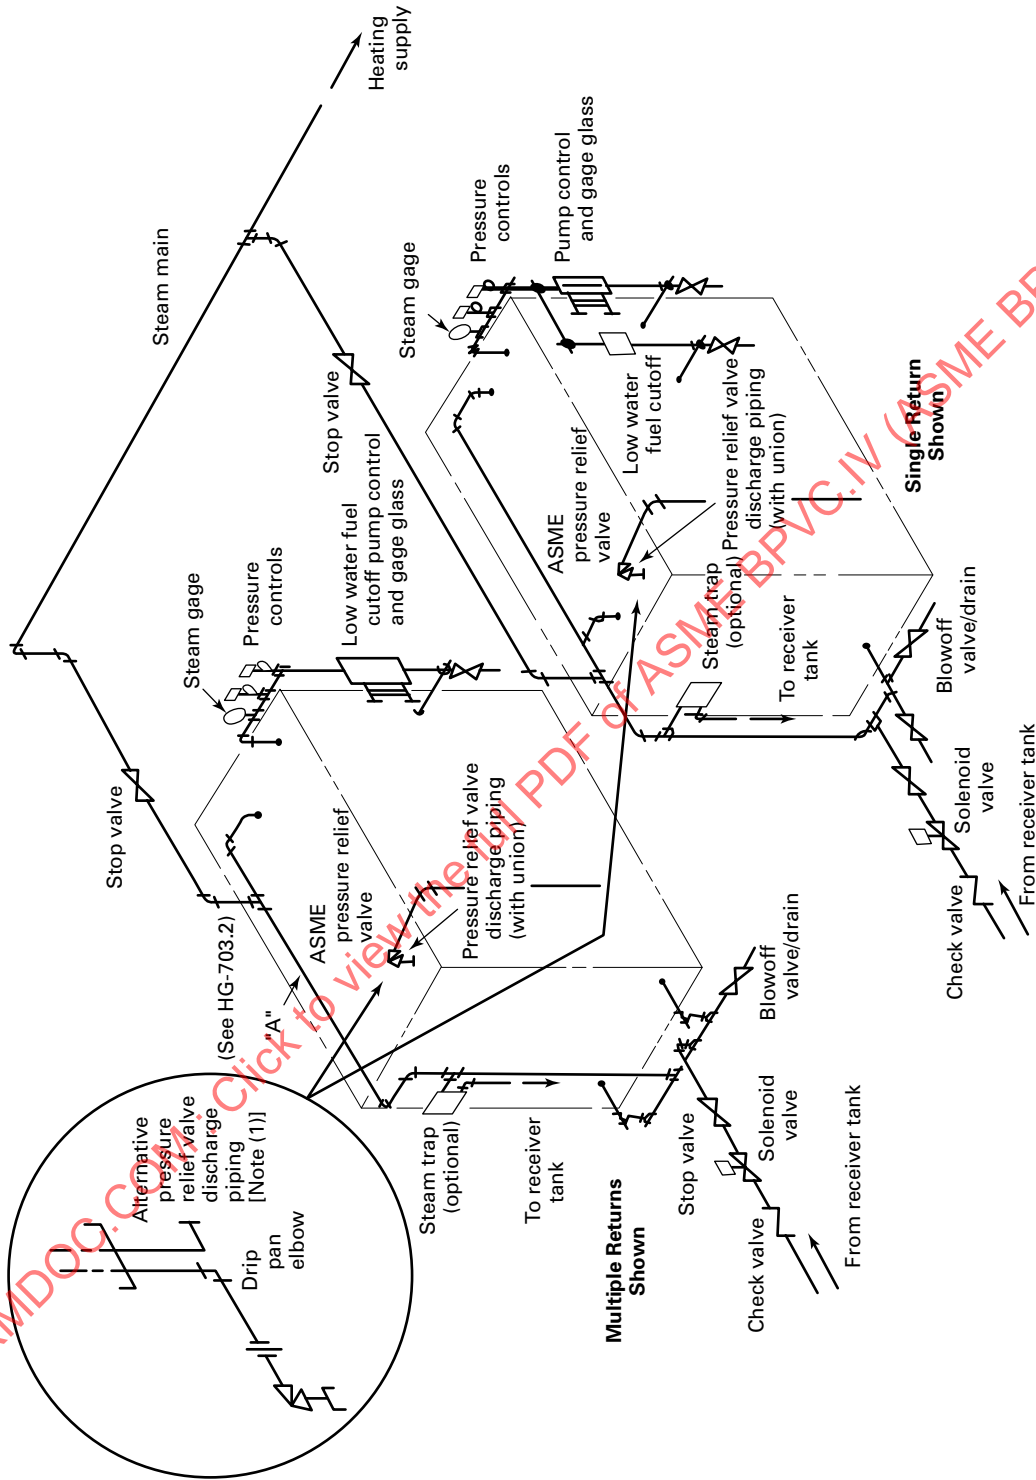 Heating
supply
Steam main
Steam gage
Pressure
controls
Pump control
and gage glass
Stop valve
Low water
fuel cutoff
Pressure relief valve
discharge piping
(with union)
ASME
pressure relief
valve
Single Return
Shown
Steam trap
(optional)
To receiver
tank
Blowoff
valve/drain
Solenoid
valve
Check valve
From receiver tank
Steam gage
Pressure
controls
Low water fuel
cutoff pump control
and gage glass
Stop valve
(See HG-703.2)
"A"
ASME
pressure relief
valve
Pressure relief valve
discharge piping
(with union)
Alternative
pressure
relief valve
discharge
piping
[Note (1)]
Drip
pan
elbow
Steam trap
(optional)
To receiver
tank
Multiple Returns
Shown
Blowoff
valve/drain
Stop valve
Solenoid
valve
Check valve
From receiver tank
RMDOC.COM : Click to view the full PDF of ASME BPVC.IV (ASME BP